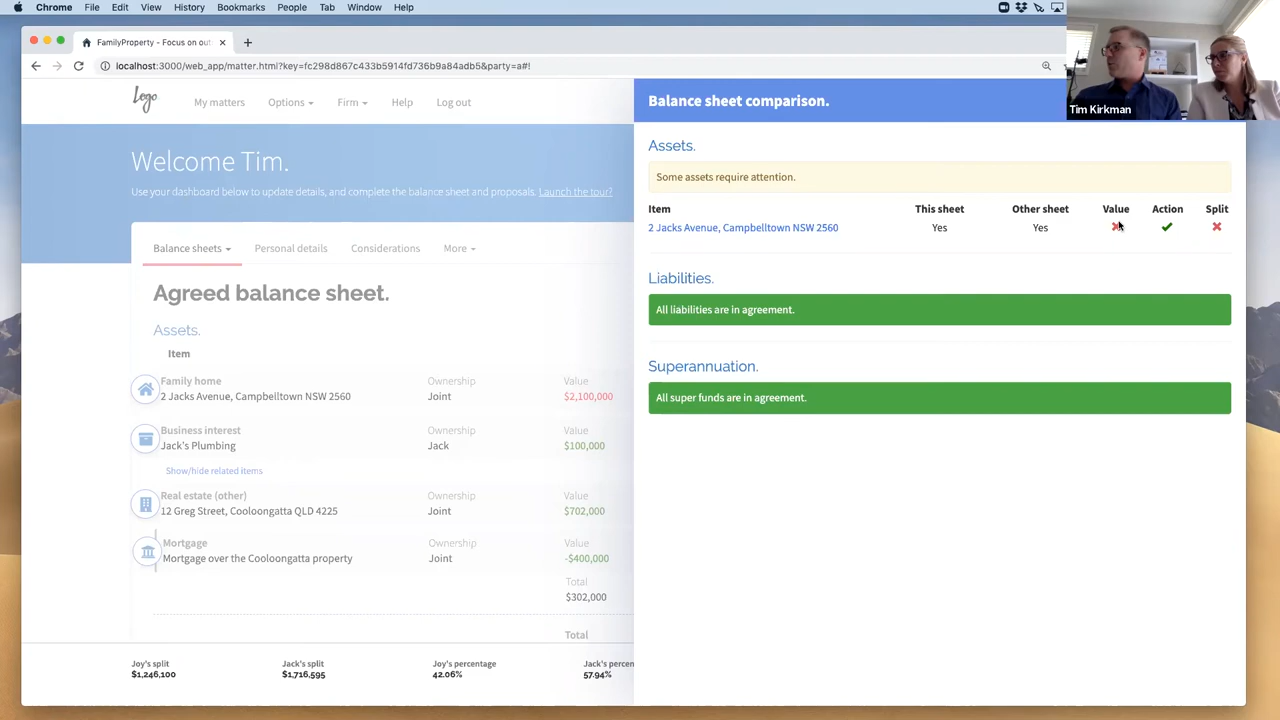 Chrome File Edit View History Bookmarks People Tab Window Help
FamilyProperty - Focus on out
localhost:3000/web_app/matter.html?key=fc298d867c433b5914fd736b9a84adb5&party=a#!
Logo
My matters Options Firm Help Log out
Welcome Tim.
Use your dashboard below to update details, and complete the balance sheet and proposals. Launch the tour?
Balance sheets Personal details Considerations More
Agreed balance sheet.
Assets.
Item
Family home Ownership Value
2 Jacks Avenue, Campbelltown NSW 2560 Joint $2,100,000
Business interest Ownership Value
Jack's Plumbing Jack $100,000
Show/hide related items
Real estate (other) Ownership Value
12 Greg Street, Cooloongatta QLD 4225 Joint $702,000
Mortgage Ownership Value
Mortgage over the Cooloongatta property Joint -$400,000
Total
$302,000
Total
Joy's split Jack's split Joy's percentage Jack's percen
$1,246,100 $1,716,595 42.06% 57.94%
Balance sheet comparison.
Assets.
Some assets require attention.
Item This sheet Other sheet Value Action Split
2 Jacks Avenue, Campbelltown NSW 2560 Yes Yes
Liabilities.
All liabilities are in agreement.
Superannuation.
All super funds are in agreement.
Tim Kirkman